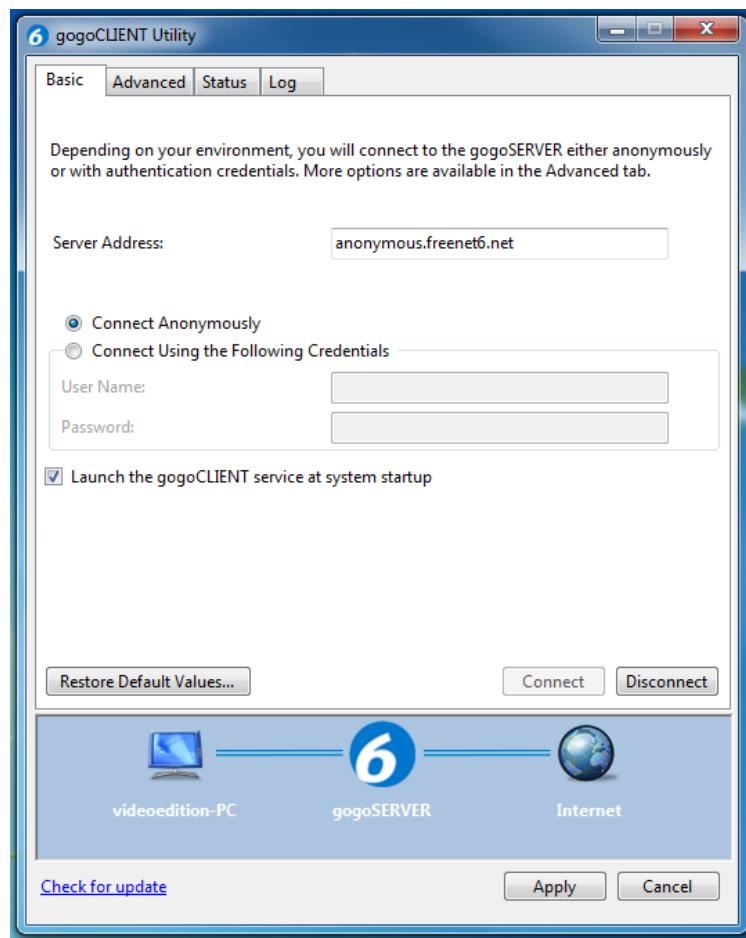 gogoCLIENT Utility
Basic Advanced Status Log
Depending on your environment, you will connect to the gogoSERVER either anonymously
or with authentication credentials. More options are available in the Advanced tab.
Server Address: anonymous.freenet6.net
Connect Anonymously
Connect Using the Following Credentials
User Name:
Password:
Launch the gogoCLIENT service at system startup
Restore Default Values... Connect Disconnect
6
videoedition-PC gogoSERVER Internet
Check for update Apply Cancel